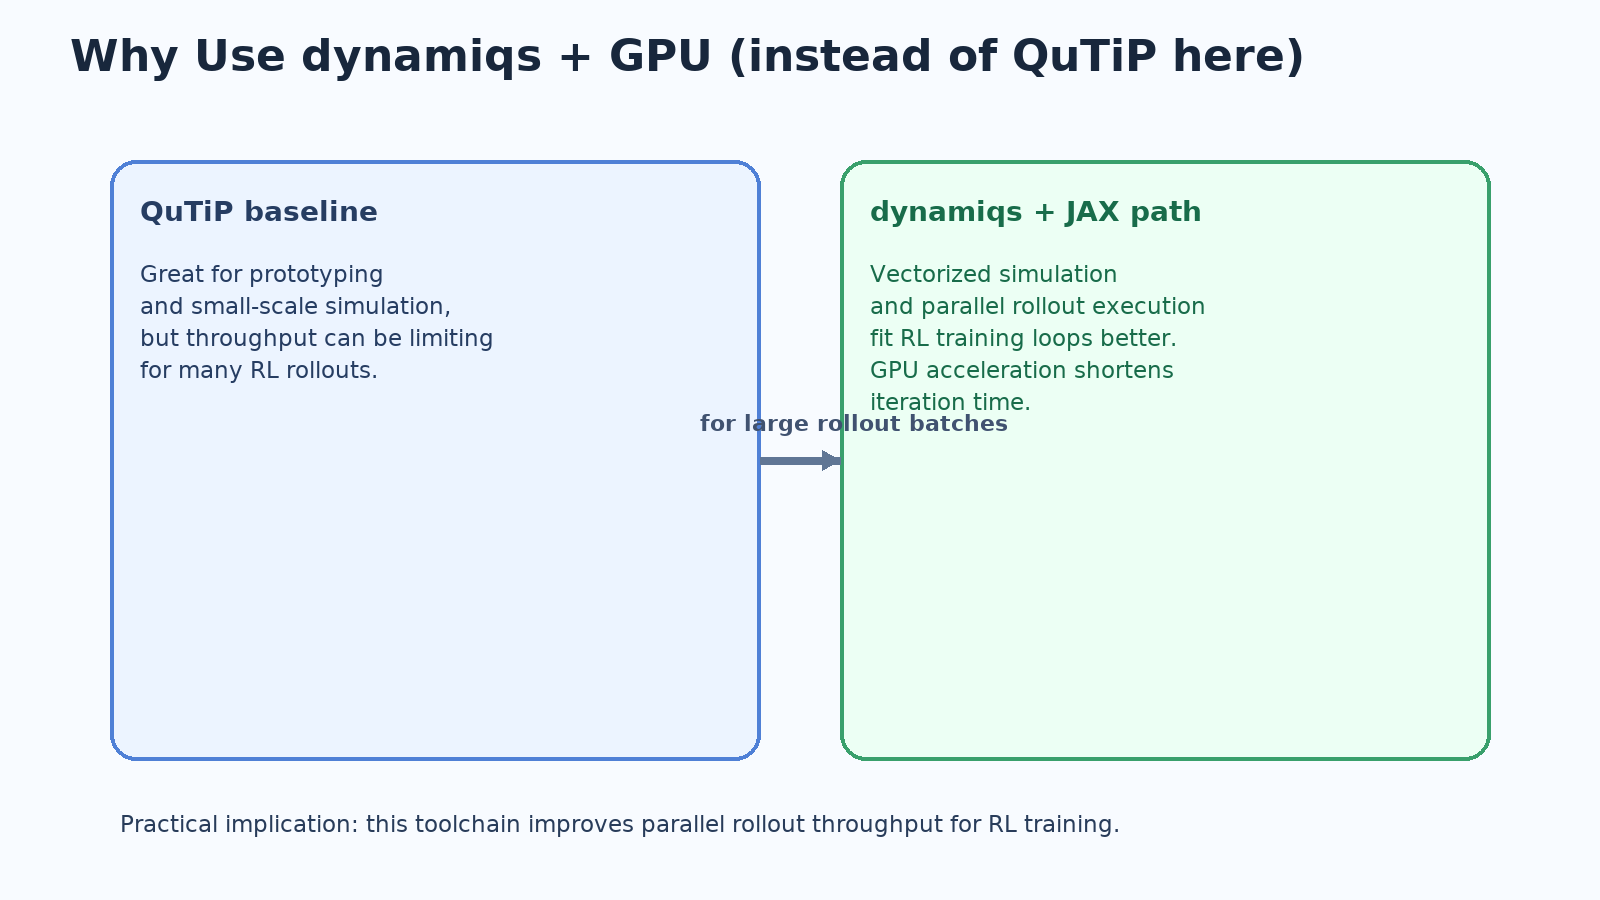 Why Use dynamiqs + GPU (instead of QuTiP here)
QuTiP baseline
Great for prototyping
and small-scale simulation,
but throughput can be limiting
for many RL rollouts.
for large rollout batches
dynamiqs + JAX path
Vectorized simulation
and parallel rollout execution
fit RL training loops better.
GPU acceleration shortens
iteration time.
Practical implication: this toolchain improves parallel rollout throughput for RL training.